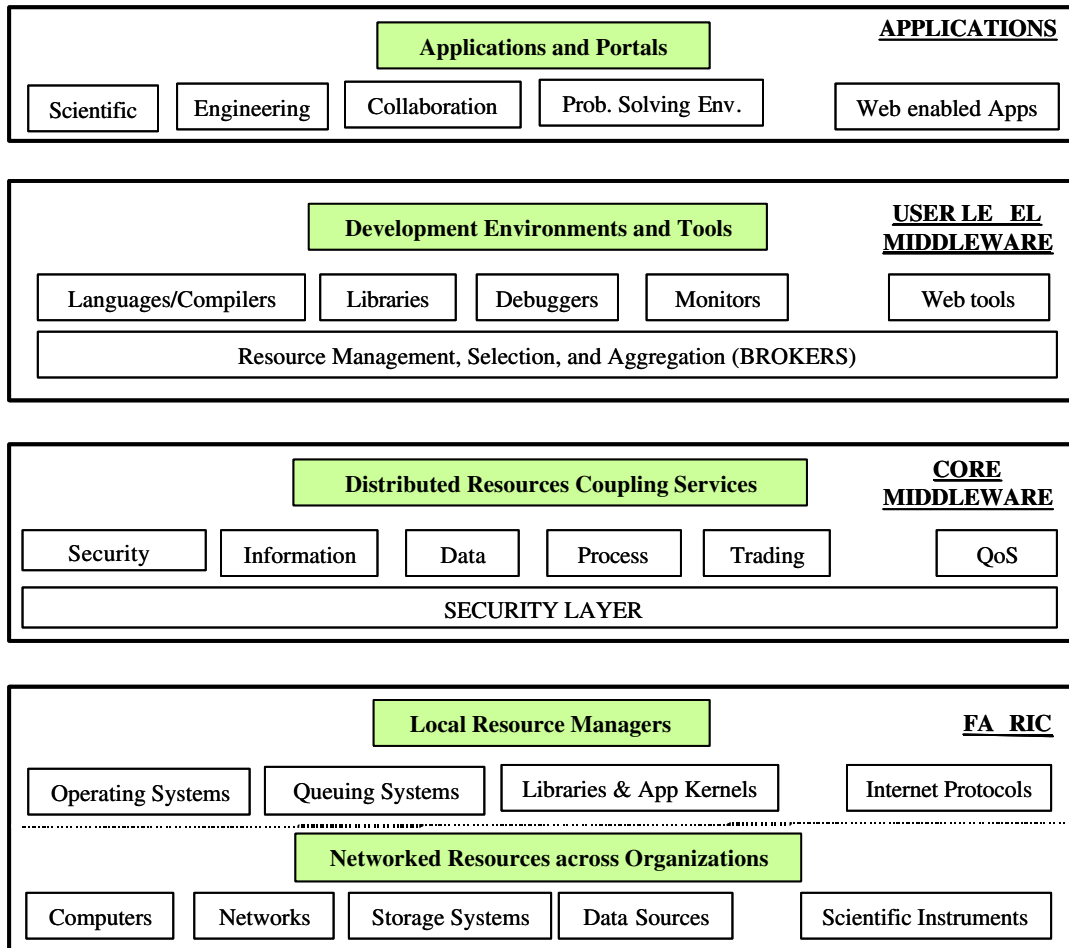 APPLICATIONS
Applications and Portals
Scientific
Engineering
Collaboration
Prob. Solving Env.
Web enabled Apps
USER LE EL
MIDDLEWARE
Development Environments and Tools
Languages/Compilers
Libraries
Debuggers
Monitors
Web tools
Resource Management, Selection, and Aggregation (BROKERS)
CORE
MIDDLEWARE
Distributed Resources Coupling Services
Security
Information
Data
Process
Trading
QoS
SECURITY LAYER
FA RIC
Local Resource Managers
Operating Systems
Queuing Systems
Libraries & App Kernels
Internet Protocols
Networked Resources across Organizations
Computers
Networks
Storage Systems
Data Sources
Scientific Instruments